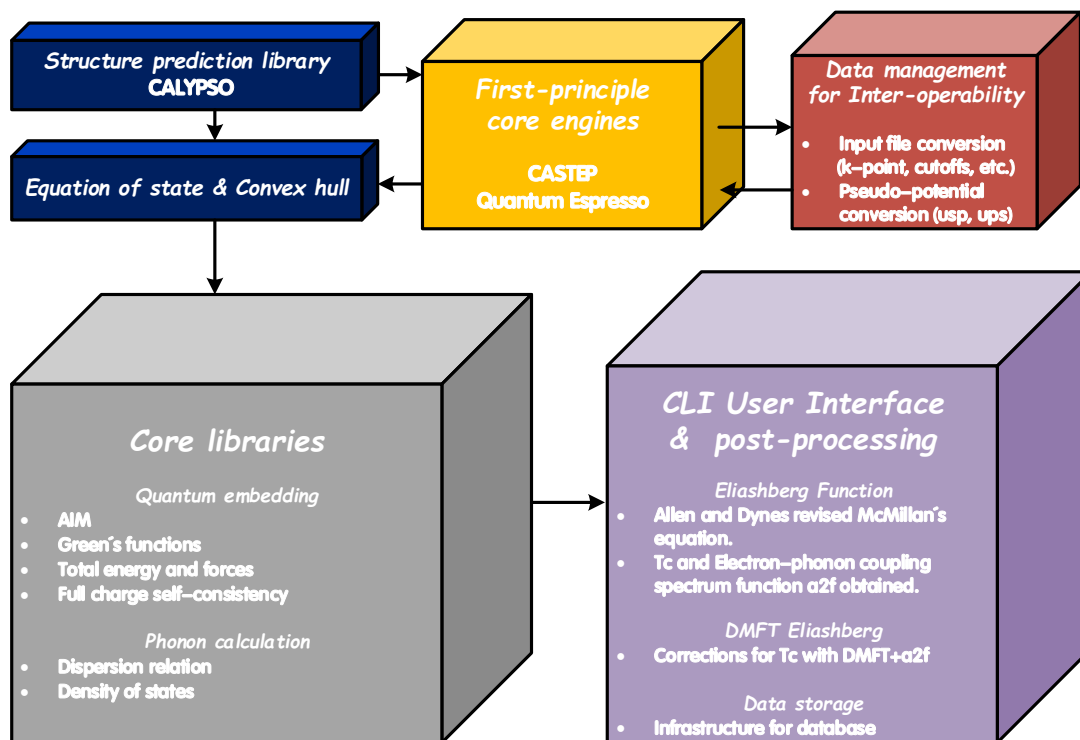 Structure prediction library
CALYPSO
Equation of state & Convex hull
First-principle
core engines
CASTEP
Quantum Espresso
Data management
for Inter-operability
• Input file conversion
(k-point, cutoffs, etc.)
• Pseudo-potential
conversion (usp, ups)
Core libraries
Quantum embedding
• AIM
• Green´s functions
• Total energy and forces
• Full charge self-consistency
Phonon calculation
• Dispersion relation
• Density of states
CLI User Interface
& post-processing
Eliashberg Function
• Allen and Dynes revised McMillan´s
equation.
• Tc and Electron-phonon coupling
spectrum function a2f obtained.
DMFT Eliashberg
• Corrections for Tc with DMFT+a2f
Data storage
• Infrastructure for database